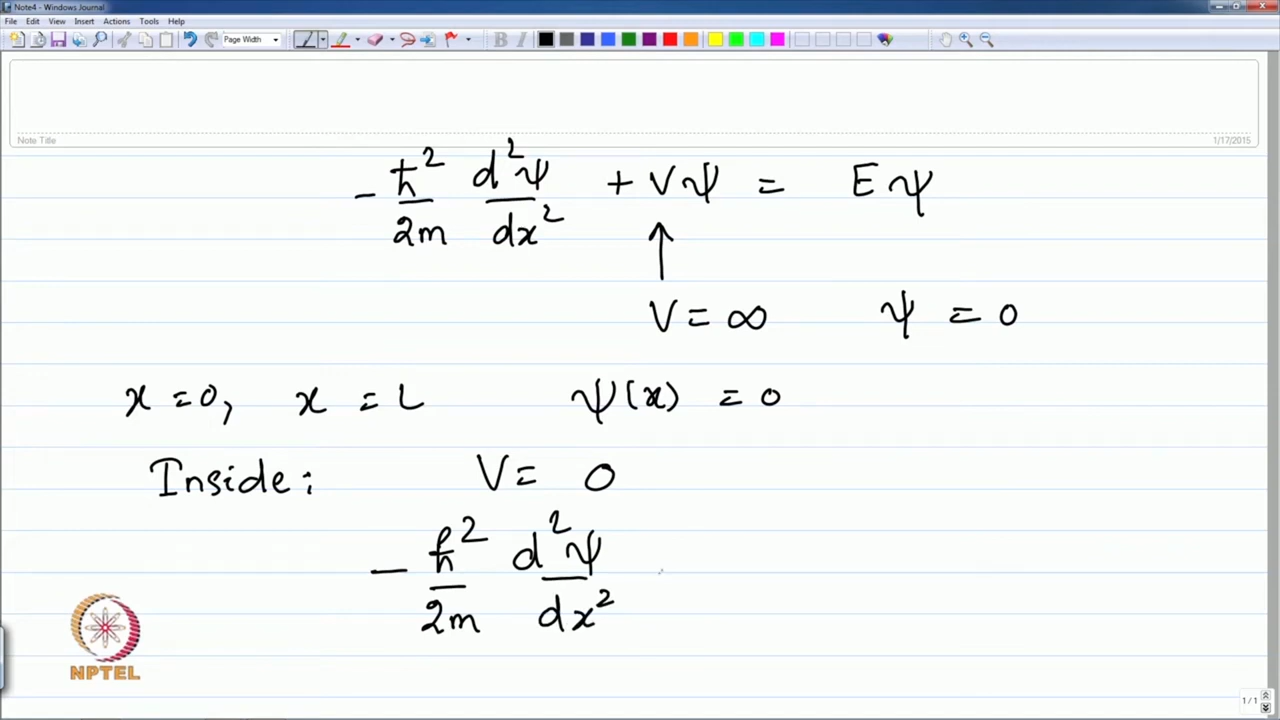 Note4 - Windows Journal
File Edit View Insert Actions Tools Help
Page Width
Note Title
1/17/2015
- ℏ²/2m d²ψ/dx² + Vψ = Eψ
V = ∞ ψ = 0
x = 0, x = L ψ(x) = 0
Inside: V = 0
- ℏ²/2m d²ψ/dx²
NPTEL
1/1